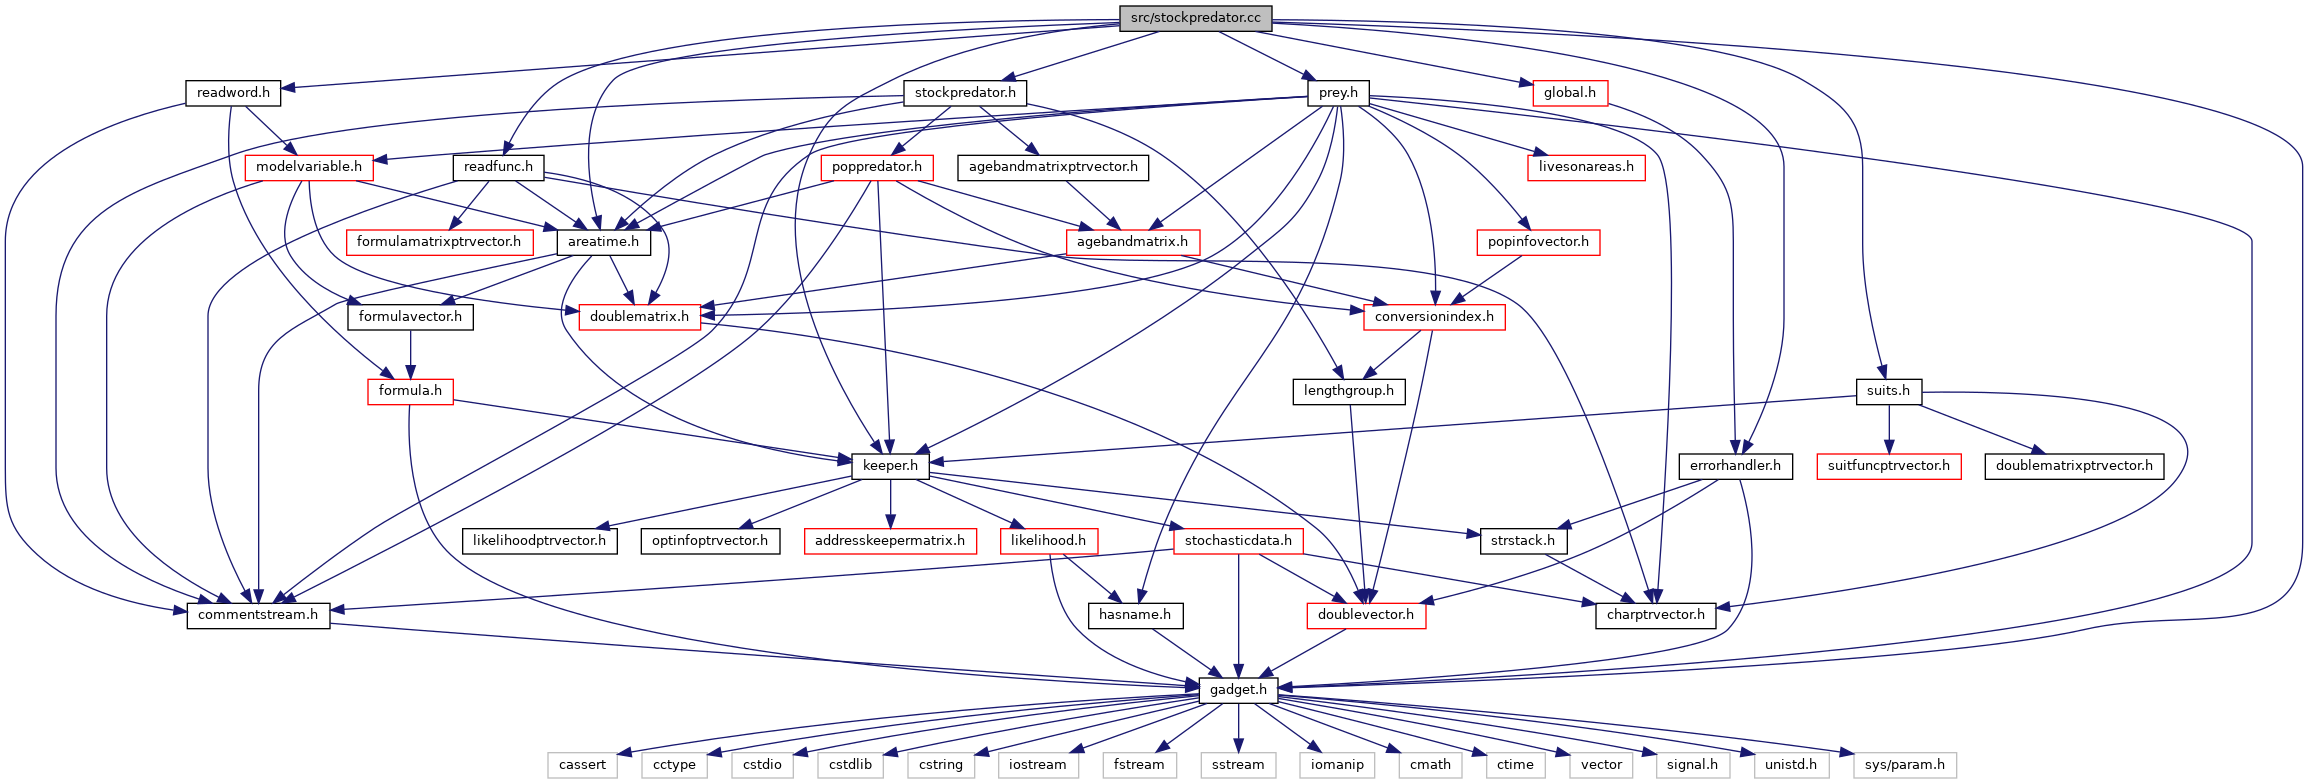 src/stockpredator.cc
readword.h
stockpredator.h
prey.h
global.h
modelvariable.h
readfunc.h
poppredator.h
agebandmatrixptrvector.h
livesonareas.h
formulamatrixptrvector.h
areatime.h
agebandmatrix.h
popinfovector.h
formulavector.h
doublematrix.h
conversionindex.h
formula.h
lengthgroup.h
suits.h
keeper.h
errorhandler.h
suitfuncptrvector.h
doublematrixptrvector.h
likelihoodptrvector.h
optinfoptrvector.h
addresskeepermatrix.h
likelihood.h
stochasticdata.h
strstack.h
commentstream.h
hasname.h
doublevector.h
charptrvector.h
gadget.h
cassert
cctype
cstdio
cstdlib
cstring
iostream
fstream
sstream
iomanip
cmath
ctime
vector
signal.h
unistd.h
sys/param.h